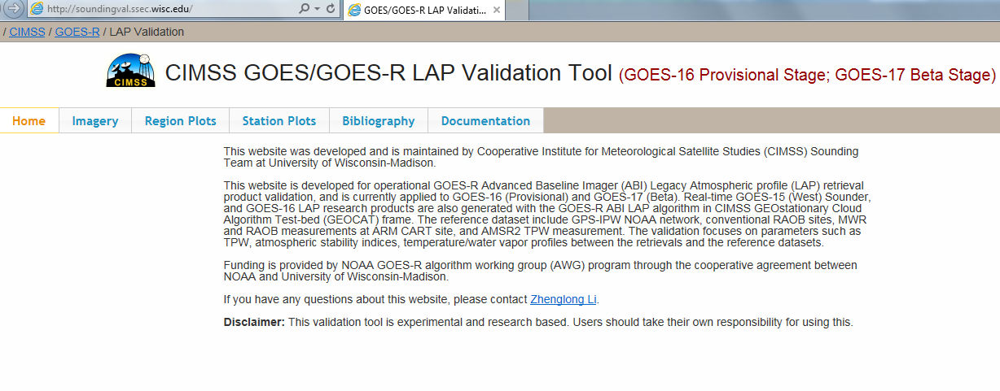 http://soundingval.ssec.wisc.edu/
GOES/GOES-R LAP Validati...
/ CIMSS / GOES-R / LAP Validation
CIMSS
CIMSS GOES/GOES-R LAP Validation Tool (GOES-16 Provisional Stage; GOES-17 Beta Stage)
Home Imagery Region Plots Station Plots Bibliography Documentation
This website was developed and is maintained by Cooperative Institute for Meteorological Satellite Studies (CIMSS) Sounding
Team at University of Wisconsin-Madison.
This website is developed for operational GOES-R Advanced Baseline Imager (ABI) Legacy Atmospheric profile (LAP) retrieval
product validation, and is currently applied to GOES-16 (Provisional) and GOES-17 (Beta). Real-time GOES-15 (West) Sounder,
and GOES-16 LAP research products are also generated with the GOES-R ABI LAP algorithm in CIMSS GEOstationary Cloud
Algorithm Test-bed (GEOCAT) frame. The reference dataset include GPS-IPW NOAA network, conventional RAOB sites, MWR
and RAOB measurements at ARM CART site, and AMSR2 TPW measurement. The validation focuses on parameters such as
TPW, atmospheric stability indices, temperature/water vapor profiles between the retrievals and the reference datasets.
Funding is provided by NOAA GOES-R algorithm working group (AWG) program through the cooperative agreement between
NOAA and University of Wisconsin-Madison.
If you have any questions about this website, please contact Zhenglong Li.
Disclaimer: This validation tool is experimental and research based. Users should take their own responsibility for using this.